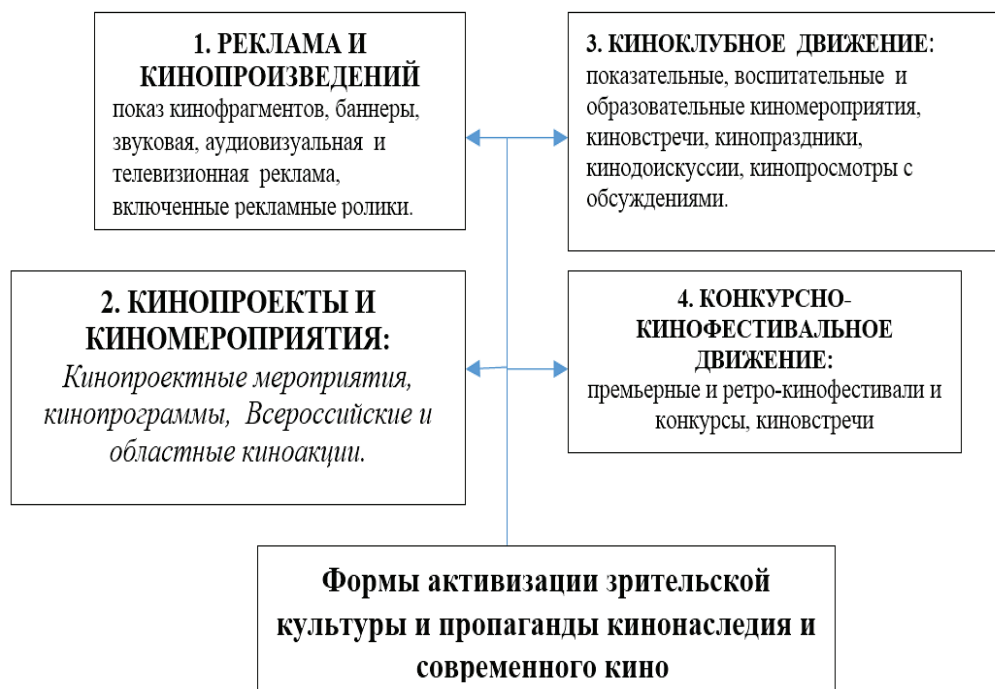 1. РЕКЛАМА И
КИНОПРОИЗВЕДЕНИЙ
показ кинофрагментов, баннеры,
звуковая, аудиовизуальная и
телевизионная реклама,
включенные рекламные ролики.
2. КИНОПРОЕКТЫ И
КИНОМЕРОПРИЯТИЯ:
Кинопроектные мероприятия,
кинопрограммы, Всероссийские и
областные киноакции.
3. КИНОКЛУБНОЕ ДВИЖЕНИЕ:
показательные, воспитательные и
образовательные киномероприятия,
киновстречи, кинопраздники,
кинодоискуссии, кинопросмотры с
обсуждениями.
4. КОНКУРСНО-
КИНОФЕСТИВАЛЬНОЕ
ДВИЖЕНИЕ:
премьерные и ретро-кинофестивали и
конкурсы, киновстречи
Формы активизации зрительской
культуры и пропаганды кинонаследия и
современного кино